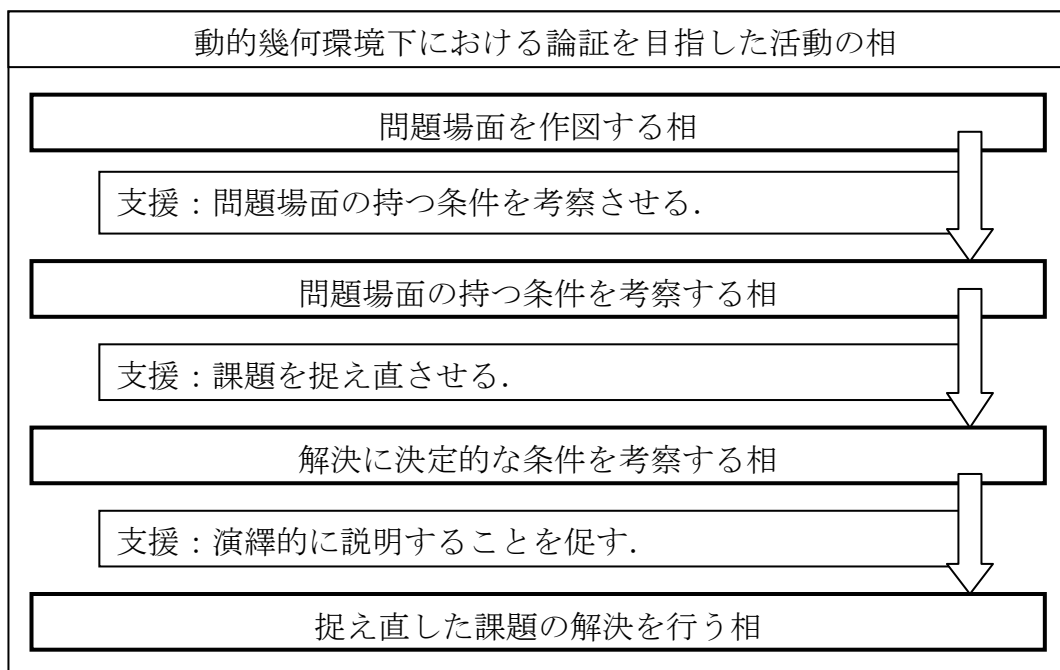 動的幾何環境下における論証を目指した活動の相
問題場面を作図する相
支援：問題場面の持つ条件を考察させる．
問題場面の持つ条件を考察する相
支援：課題を捉え直させる．
解決に決定的な条件を考察する相
支援：演繹的に説明することを促す．
捉え直した課題の解決を行う相